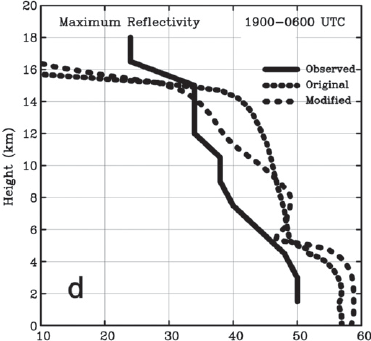 Maximum Reflectivity 1900-0600 UTC
20
18
16
14
12
10
8
6
4
2
0
Height (km)
Observed
Original
Modified
d
10 20 30 40 50 60